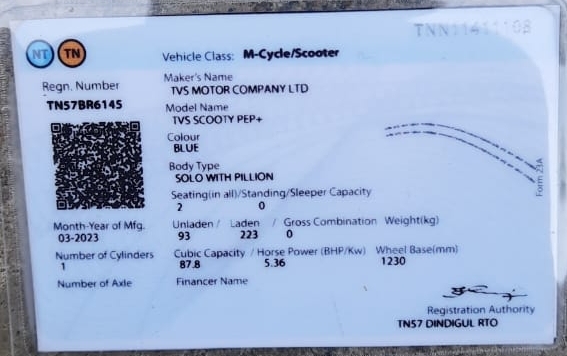 TNN11411108
NT TN Vehicle Class: M-Cycle/Scooter
Regn. Number
TN57BR6145
Maker's Name
TVS MOTOR COMPANY LTD
Model Name
TVS SCOOTY PEP+
Colour
BLUE
Body Type
SOLO WITH PILLION
Seating(in all)/Standing/Sleeper Capacity
2 0
Month-Year of Mfg.
03-2023
Unladen / Laden / Gross Combination Weight(kg)
93 223 0
Number of Cylinders
1
Cubic Capacity / Horse Power (BHP/Kw) Wheel Base(mm)
87.8 5.36 1230
Number of Axle
Financer Name
Form 23A
Registration Authority
TN57 DINDIGUL RTO